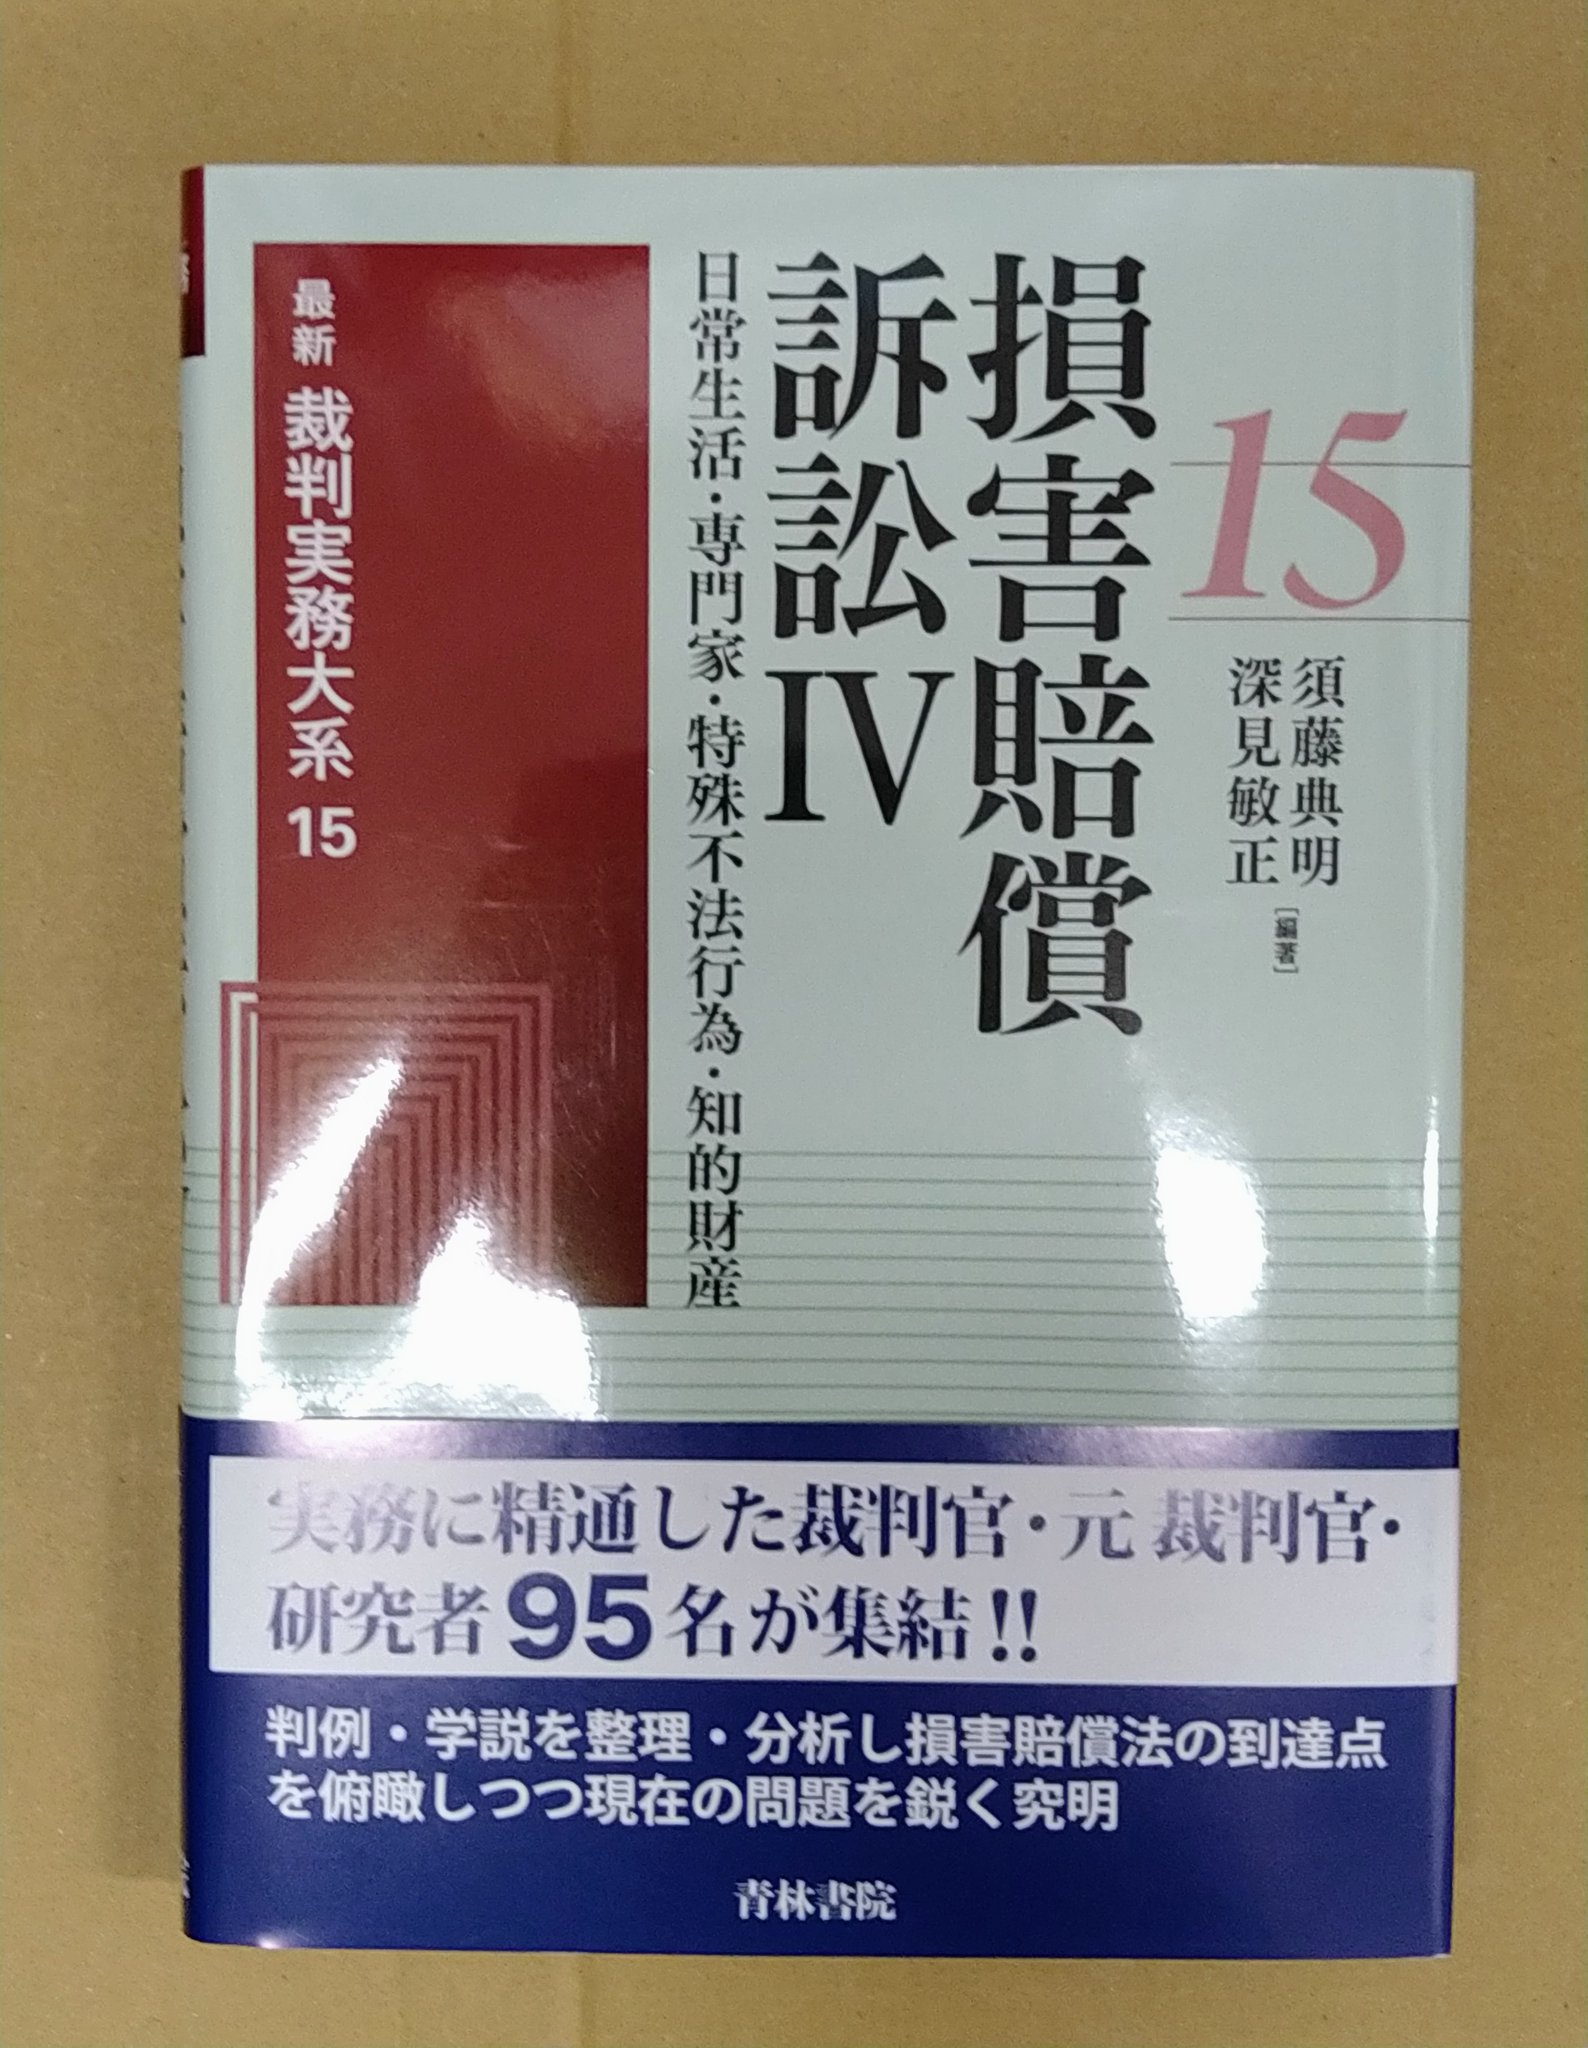 15
須藤典明
深見敏正
[編著]
損害賠償
訴訟IV
日常生活・専門家・特殊不法行為・知的財産
最新 裁判実務大系 15
実務に精通した裁判官・元裁判官・
研究者95名が集結!!
判例・学説を整理・分析し損害賠償法の到達点
を俯瞰しつつ現在の問題を鋭く究明
青林書院